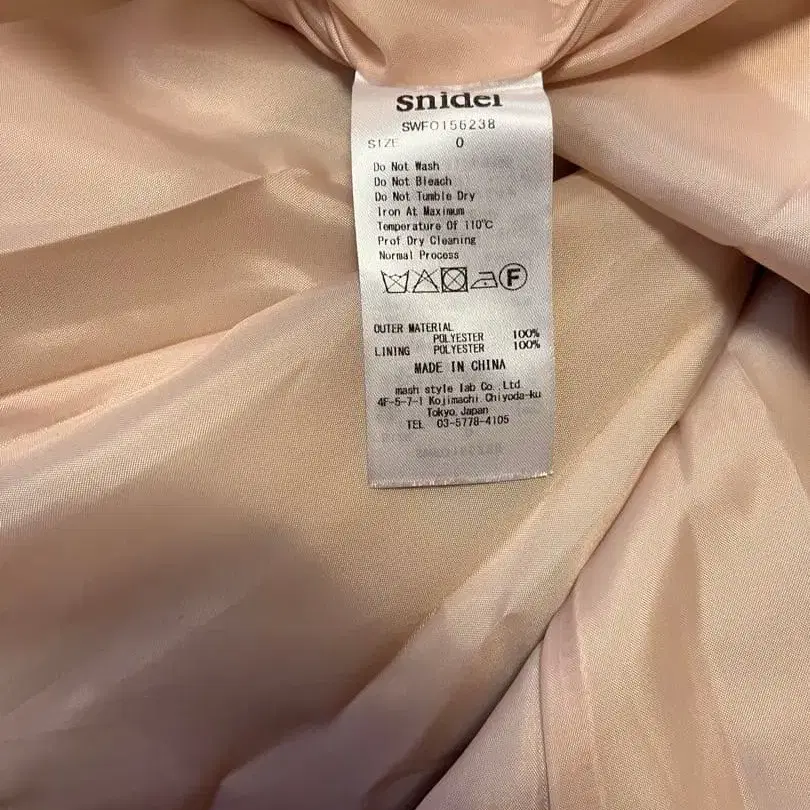 snidel
SWFO156238
SIZE 0
Do Not Wash
Do Not Bleach
Do Not Tumble Dry
Iron At Maximum
Temperature Of 110℃
Prof Dry Cleaning
Normal Process
F
OUTER MATERIAL
POLYESTER 100%
LINING POLYESTER 100%
MADE IN CHINA
mash style lab Co.,Ltd
4F-5-7-1 Kojimachi,Chiyoda-ku
Tokyo,Japan
TEL 03-5778-4105